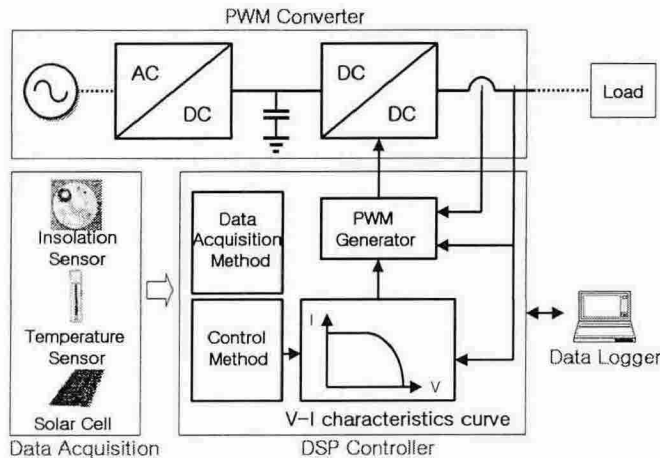 PWM Converter
AC
DC
DC
DC
Load
Insolation
Sensor
Temperature
Sensor
Solar Cell
Data Acquisition
Data
Acquisition
Method
Control
Method
PWM
Generator
I
V
V-I characteristics curve
DSP Controller
Data Logger